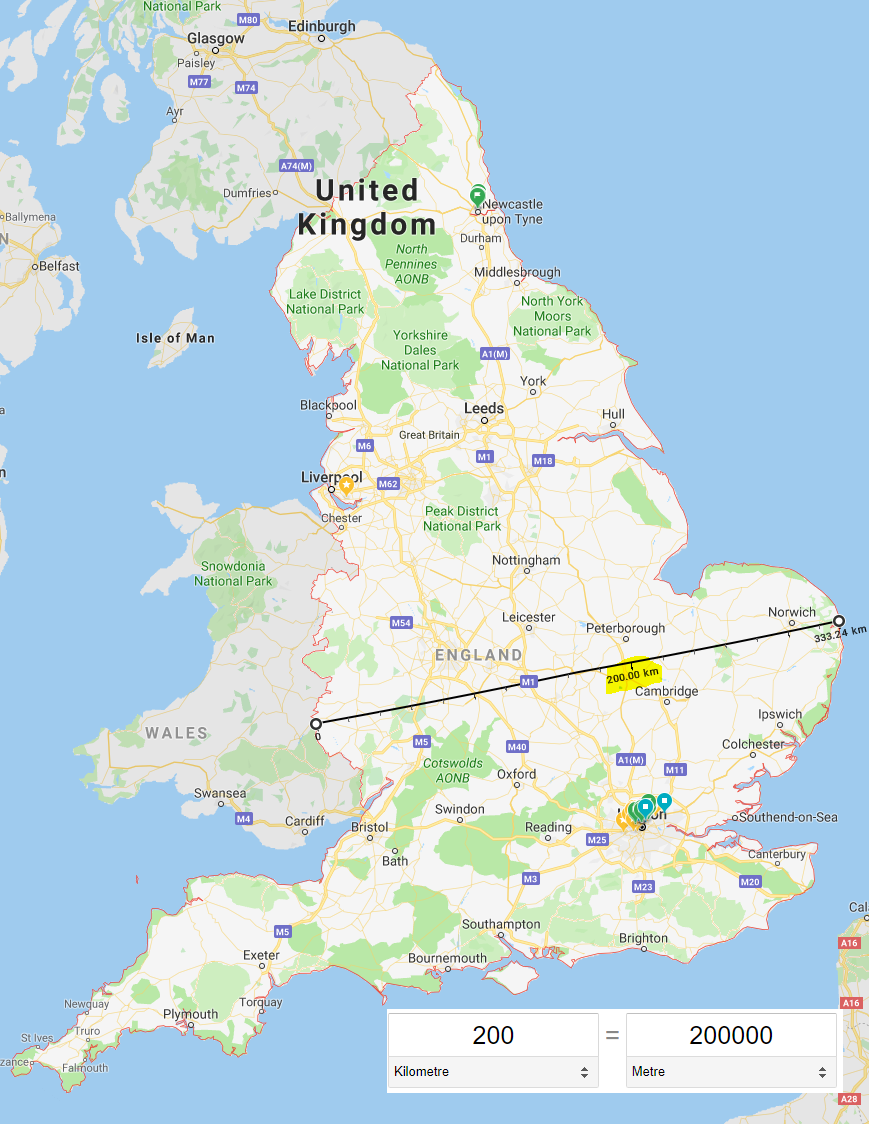 National Park
M80
Edinburgh
Glasgow
Paisley
M77
M74
Ayr
A74(M)
Dumfries
United
Kingdom
Newcastle
upon Tyne
Ballymena
N
Durham
North
Pennines
AONB
Belfast
Middlesbrough
Lake District
National Park
North York
Moors
National Park
Isle of Man
Yorkshire
Dales
National Park
A1(M)
York
Blackpool
Leeds
a
Hull
Great Britain
M6
M1
M18
n
Liverpool
M62
Chester
Peak District
National Park
Snowdonia
National Park
Nottingham
Norwich
M54
Leicester
Peterborough
333.24 km
ENGLAND
200.00 km
M1
Cambridge
0
WALES
Ipswich
M5
M40
Colchester
A1(M)
M11
Cotswolds
AONB
Oxford
Swansea
M4
Swindon
Cardiff
Bristol
Reading
on
Southend-on-Sea
M25
Bath
Canterbury
M3
M23
M20
Southampton
Cal
M5
Brighton
A16
Exeter
Bournemouth
Newquay
Torquay
A16
Plymouth
Truro
St Ives
zance
Falmouth
200 = 200000
Kilometre Metre
A28